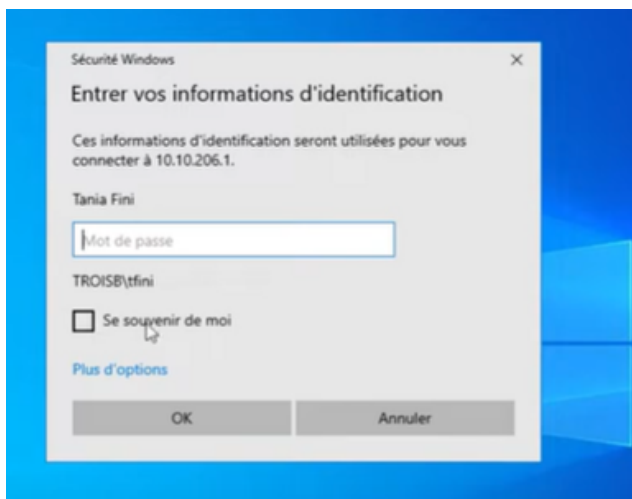 Sécurité Windows
Entrer vos informations d'identification
Ces informations d'identification seront utilisées pour vous
connecter à 10.10.206.1.
Tania Fini
Mot de passe
TROISB\tfini
Se souvenir de moi
Plus d'options
OK
Annuler